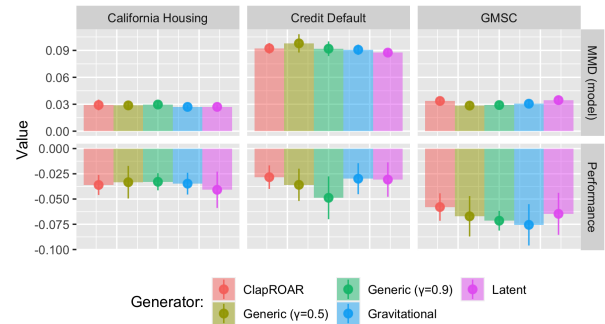 California Housing Credit Default GMSC
Value
0.09
0.06
0.03
0.00
MMD (model)
0.000
-0.025
-0.050
-0.075
-0.100
Performance
Generator: ClapROAR Generic (γ=0.9) Latent
Generic (γ=0.5) Gravitational